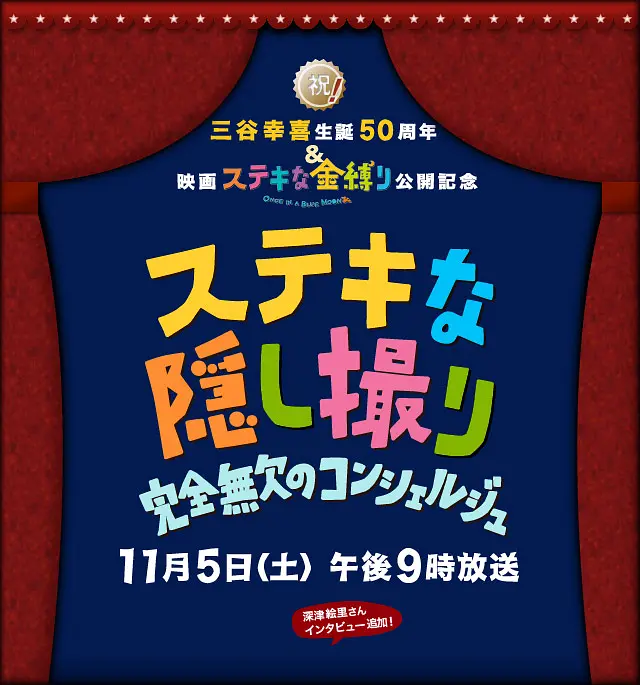 祝!
三谷幸喜生誕50周年
&
映画 ステキな金縛り 公開記念
ONCE IN A BLUE MOON
ステキな
隠し撮り
完全無欠のコンシェルジュ
11月5日(土) 午後9時放送
深津絵里さん
インタビュー追加!